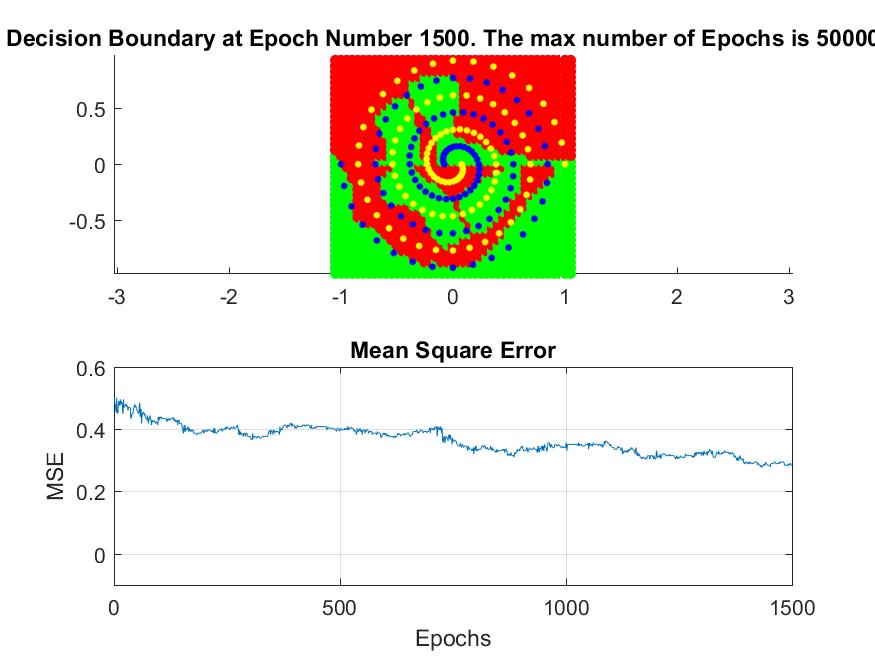 Decision Boundary at Epoch Number 1500. The max number of Epochs is 50000
0.5
0
-0.5
-3 -2 -1 0 1 2 3
Mean Square Error
0.6
0.4
0.2
0
MSE
0 500 1000 1500
Epochs